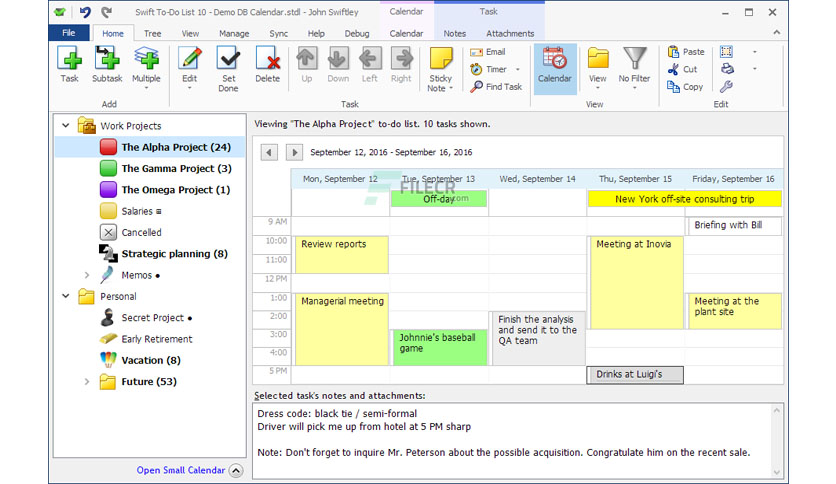 Swift To-Do List 10 - Demo DB Calendar.stdl - John Swiftley
Calendar
Task
File
Home
Tree
View
Manage
Sync
Help
Debug
Calendar
Notes
Attachments
Task
Subtask
Multiple
Edit
Set
Done
Delete
Up
Down
Left
Right
Sticky
Note
Email
Timer
Find Task
Calendar
View
No Filter
Paste
Cut
Copy
Add
Task
View
Edit
Work Projects
The Alpha Project (24)
The Gamma Project (3)
The Omega Project (1)
Salaries
Cancelled
Strategic planning (8)
Memos
Personal
Secret Project
Early Retirement
Vacation (8)
Future (53)
Open Small Calendar
Viewing "The Alpha Project" to-do list. 10 tasks shown.
September 12, 2016 - September 16, 2016
Mon, September 12
Tue, September 13
Wed, September 14
Thu, September 15
Friday, September 16
FILECR
.com
Off-day
New York off-site consulting trip
9 AM
Briefing with Bill
10:00
Review reports
Meeting at Inovia
11:00
12 PM
1:00
Managerial meeting
Meeting at the
plant site
2:00
Finish the analysis
and send it to the
QA team
3:00
Johnnie's baseball
game
4:00
5 PM
Drinks at Luigi's
Selected task's notes and attachments:
Dress code: black tie / semi-formal
Driver will pick me up from hotel at 5 PM sharp
Note: Don't forget to inquire Mr. Peterson about the possible acquisition. Congratulate him on the recent sale.